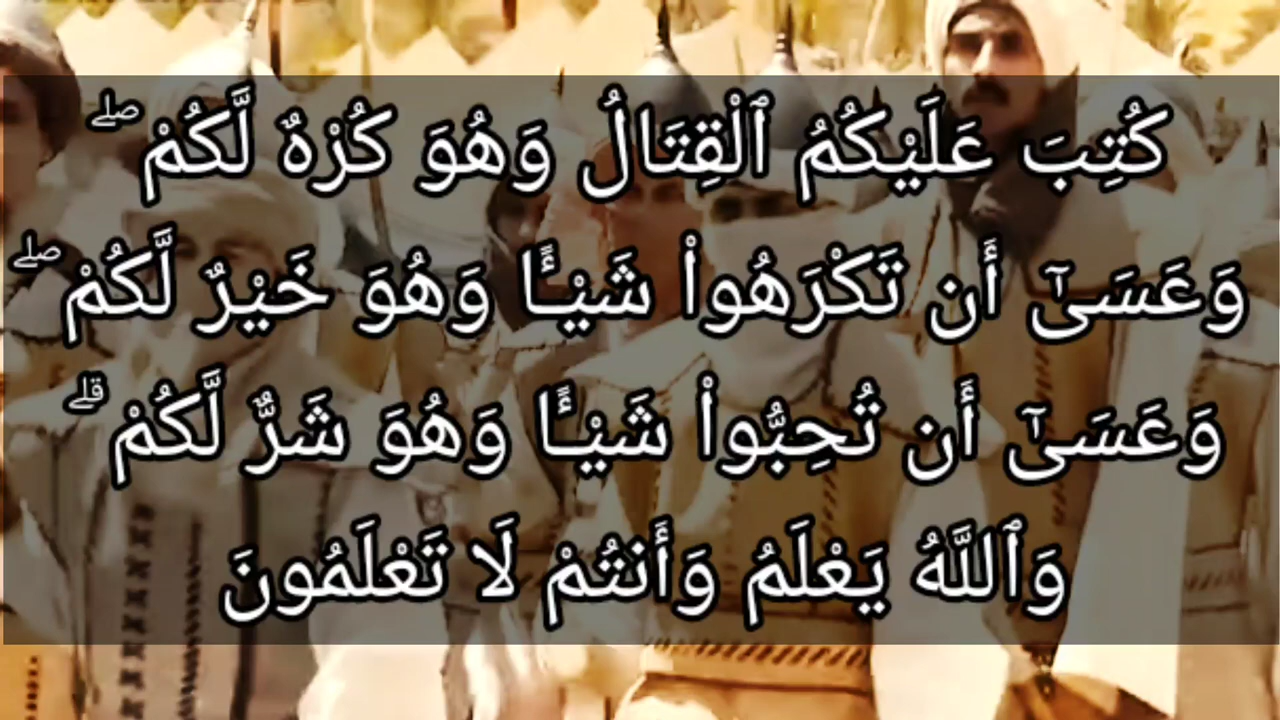 كُتِبَ عَلَيْكُمُ ٱلْقِتَالُ وَهُوَ كُرْهٌ لَّكُمْ ۖ
وَعَسَىٰٓ أَن تَكْرَهُوا۟ شَيْـًٔا وَهُوَ خَيْرٌ لَّكُمْ ۖ
وَعَسَىٰٓ أَن تُحِبُّوا۟ شَيْـًٔا وَهُوَ شَرٌّ لَّكُمْ ۗ
وَٱللَّهُ يَعْلَمُ وَأَنتُمْ لَا تَعْلَمُونَ